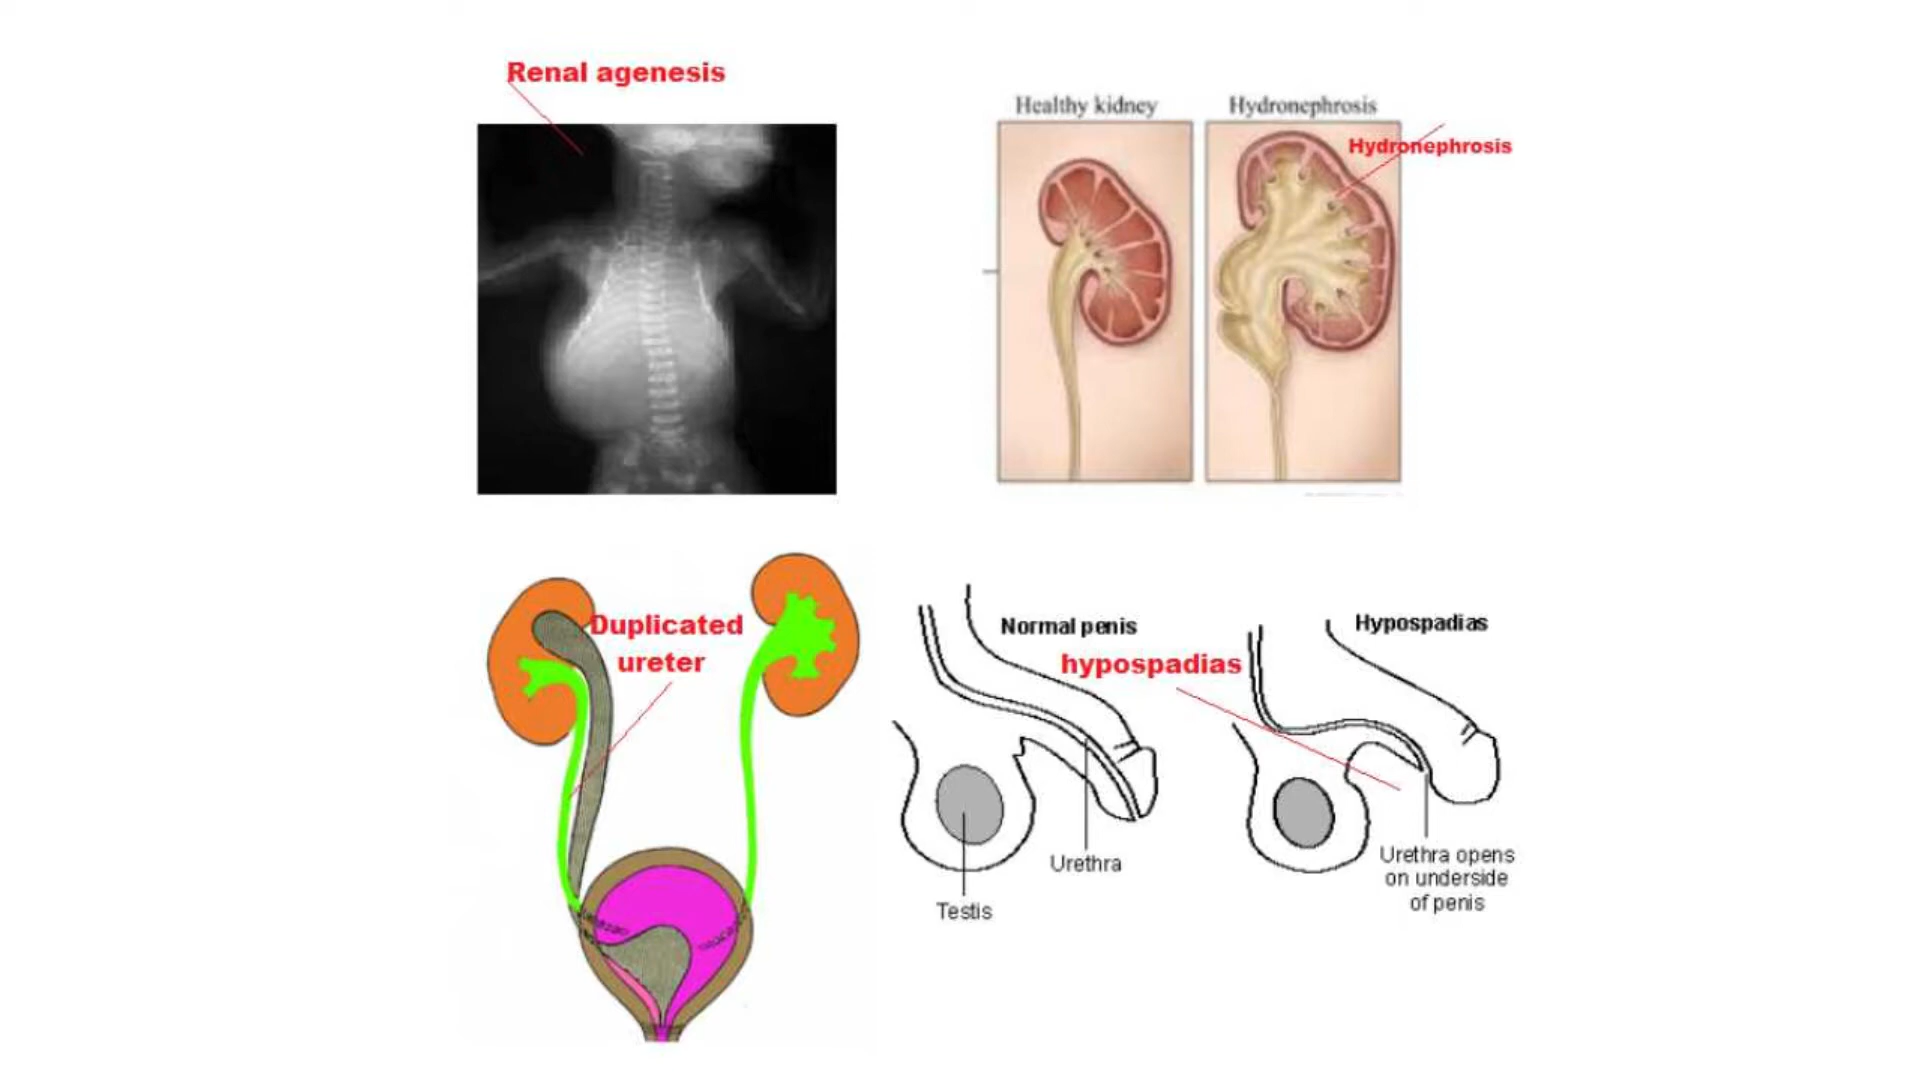 Renal agenesis
Healthy kidney
Hydronephrosis
Hydronephrosis
Duplicated
ureter
Normal penis
Hypospadias
hypospadias
Urethra
Testis
Urethra opens
on underside
of penis